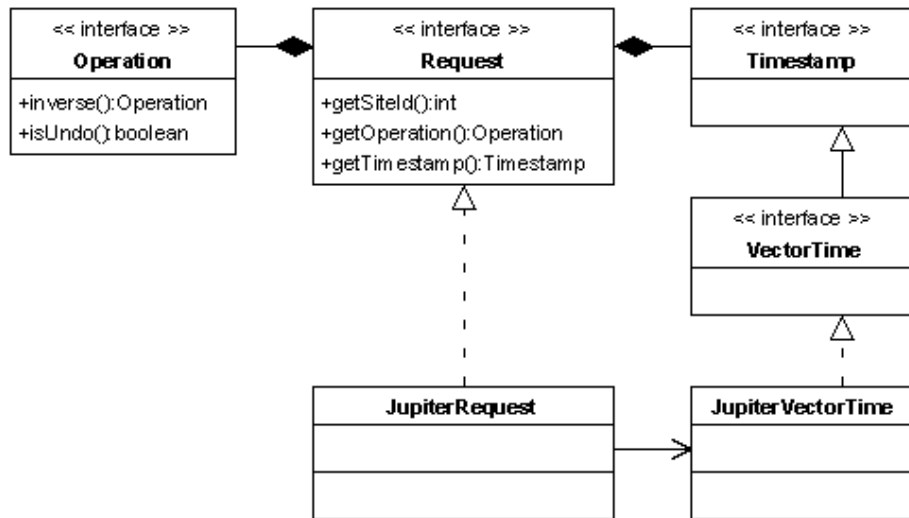 << interface >>
Operation
+inverse():Operation
+isUndo():boolean
<< interface >>
Request
+getSiteId():int
+getOperation():Operation
+getTimestamp():Timestamp
<< interface >>
Timestamp
<< interface >>
VectorTime
JupiterRequest
JupiterVectorTime